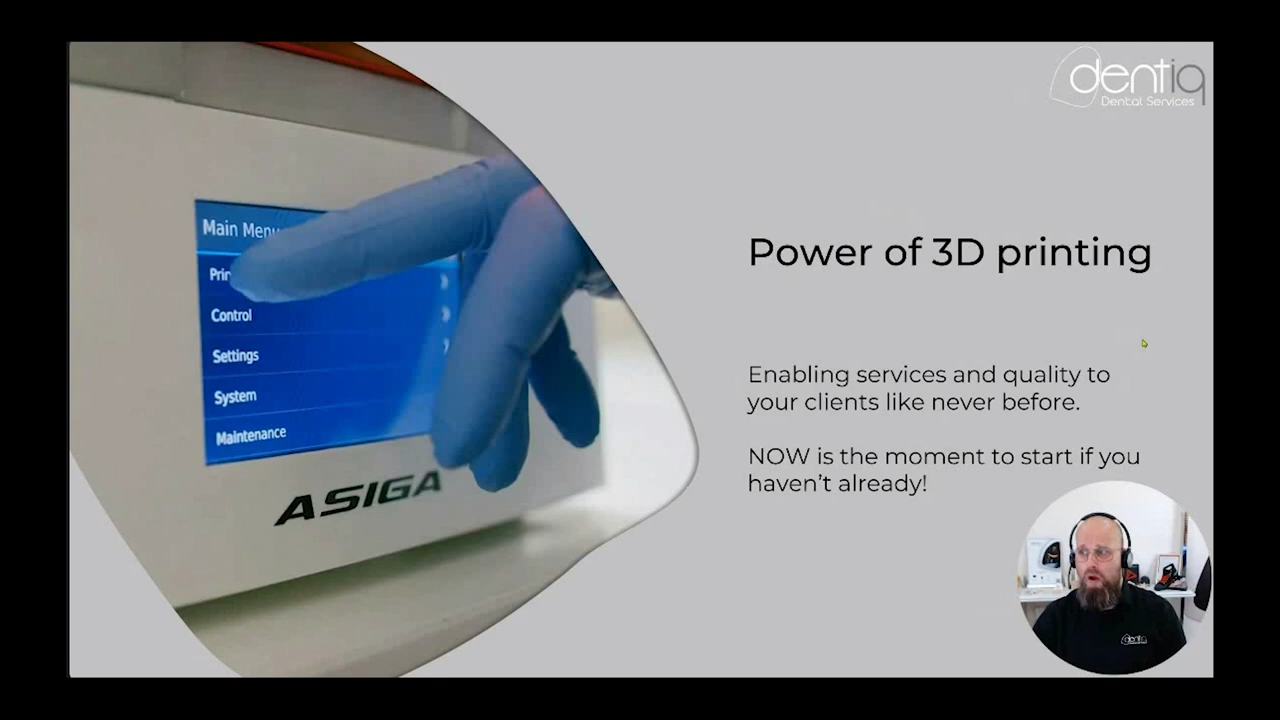 dentiq
Dental Services
Main Menu
Control
Settings
System
Maintenance
ASIGA
Power of 3D printing
Enabling services and quality to
your clients like never before.
NOW is the moment to start if you
haven't already!
dentiq